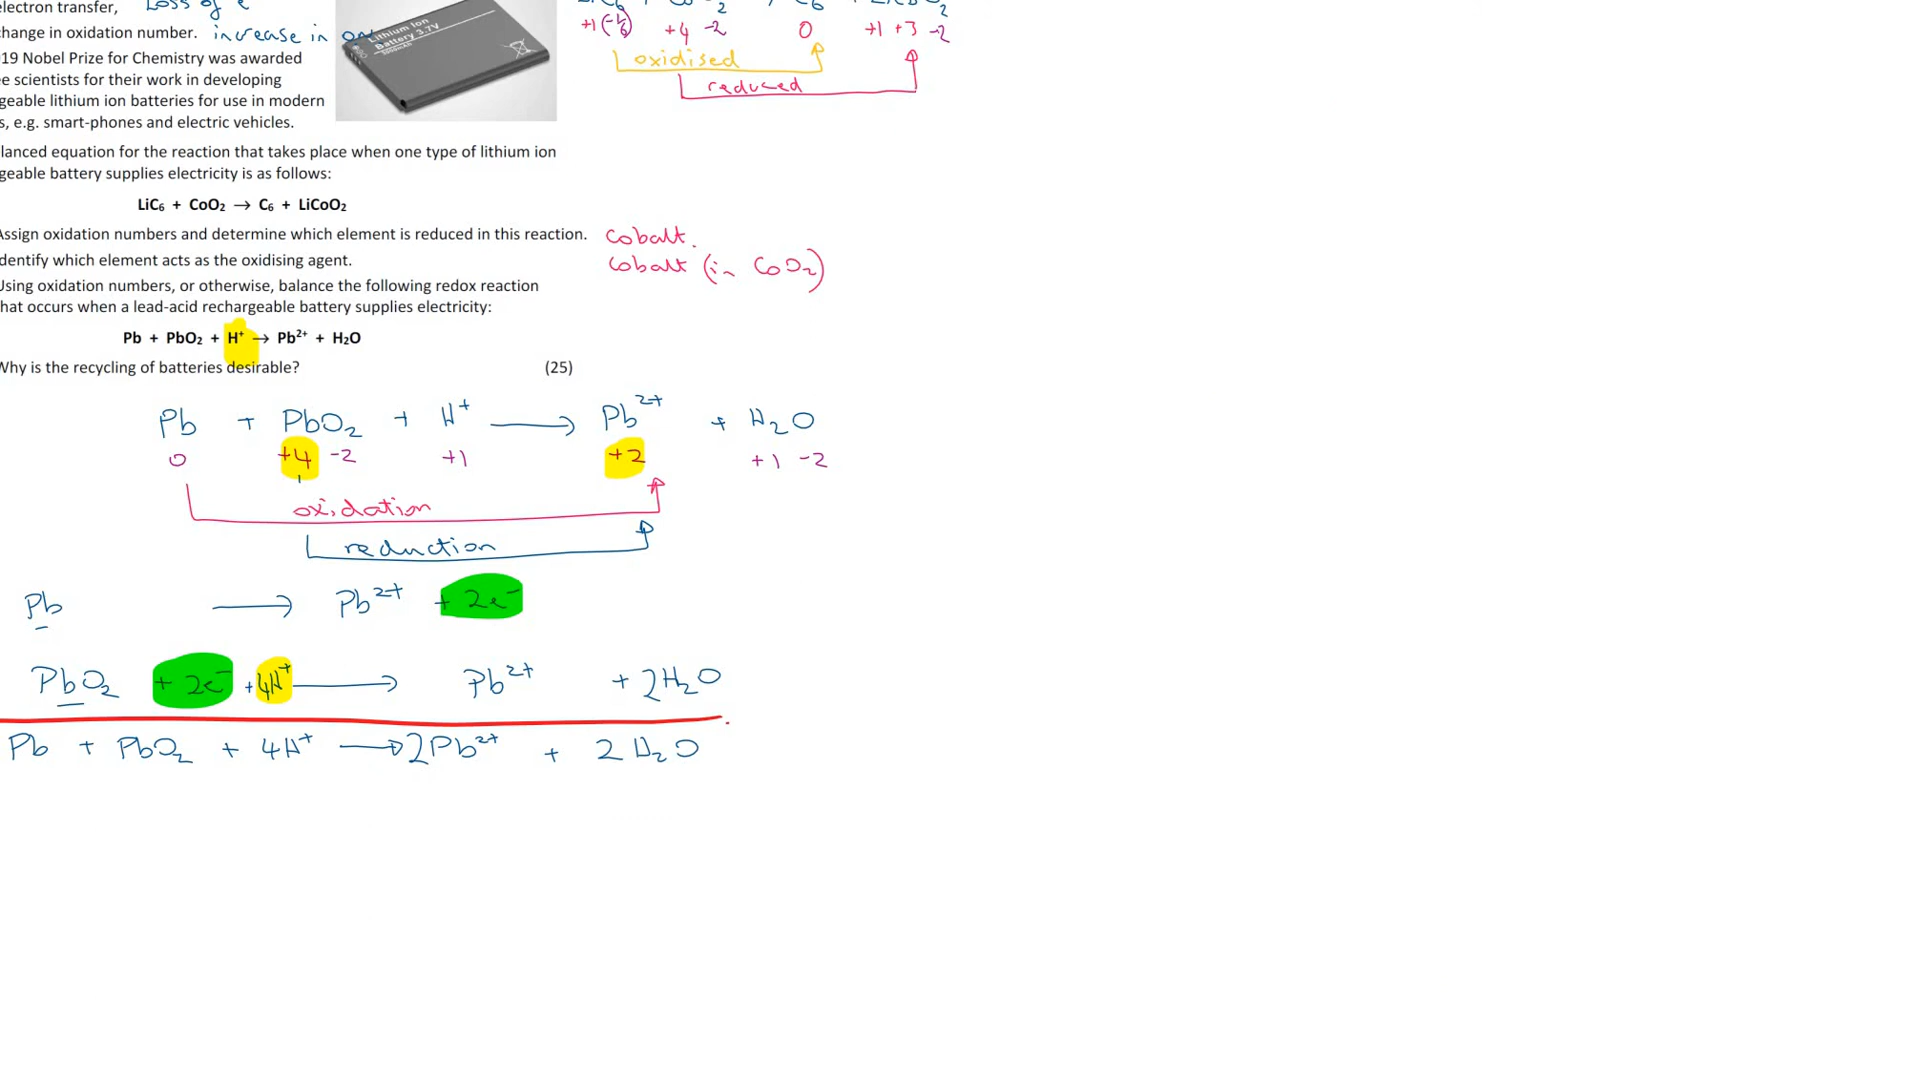 electron transfer, Loss of e
change in oxidation number. increase in on
19 Nobel Prize for Chemistry was awarded
e scientists for their work in developing
geable lithium ion batteries for use in modern
s, e.g. smart-phones and electric vehicles.
Lithium Ion
Battery 3.7V
+1 (-1/6) +4 -2 0 +1 +3 -2
oxidised
reduced
lanced equation for the reaction that takes place when one type of lithium ion
geable battery supplies electricity is as follows:
LiC₆ + CoO₂ → C₆ + LiCoO₂
Assign oxidation numbers and determine which element is reduced in this reaction. cobalt.
dentify which element acts as the oxidising agent. cobalt (in CoO₂)
Using oxidation numbers, or otherwise, balance the following redox reaction
hat occurs when a lead-acid rechargeable battery supplies electricity:
Pb + PbO₂ + H⁺ → Pb²⁺ + H₂O
Why is the recycling of batteries desirable? (25)
Pb + PbO₂ + H⁺ → Pb²⁺ + H₂O
0 +4 -2 +1 +2 +1 -2
oxidation
reduction
Pb → Pb²⁺ + 2e⁻
PbO₂ + 2e⁻ + 4H⁺ → Pb²⁺ + 2H₂O
Pb + PbO₂ + 4H⁺ → 2Pb²⁺ + 2H₂O